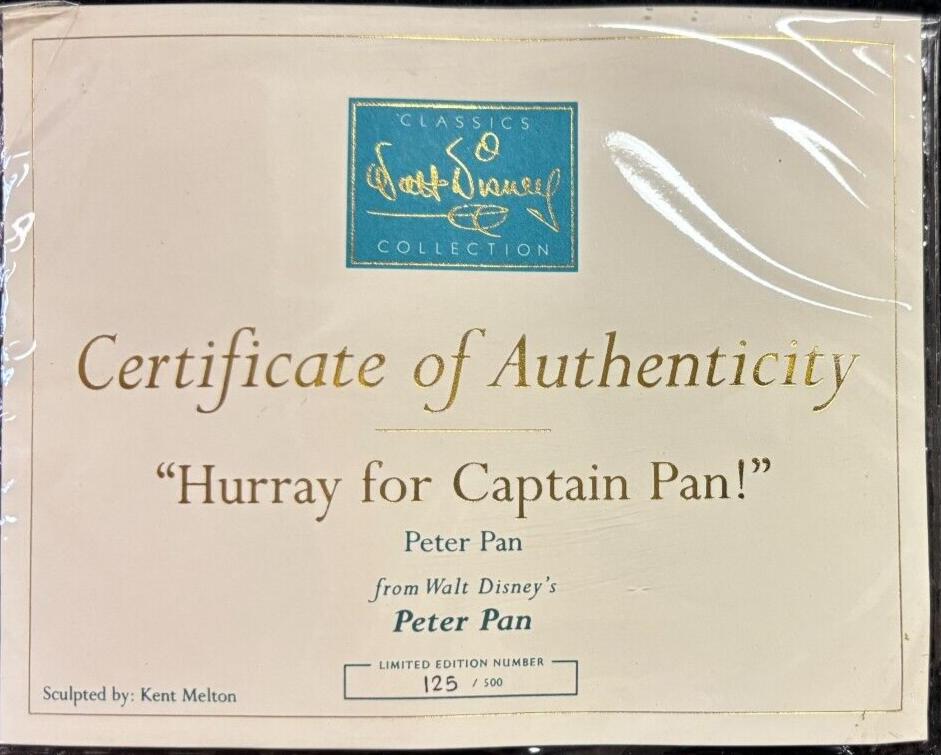 CLASSICS
Walt Disney
COLLECTION
Certificate of Authenticity
“Hurray for Captain Pan!”
Peter Pan
from Walt Disney’s
Peter Pan
LIMITED EDITION NUMBER
125 / 500
Sculpted by: Kent Melton